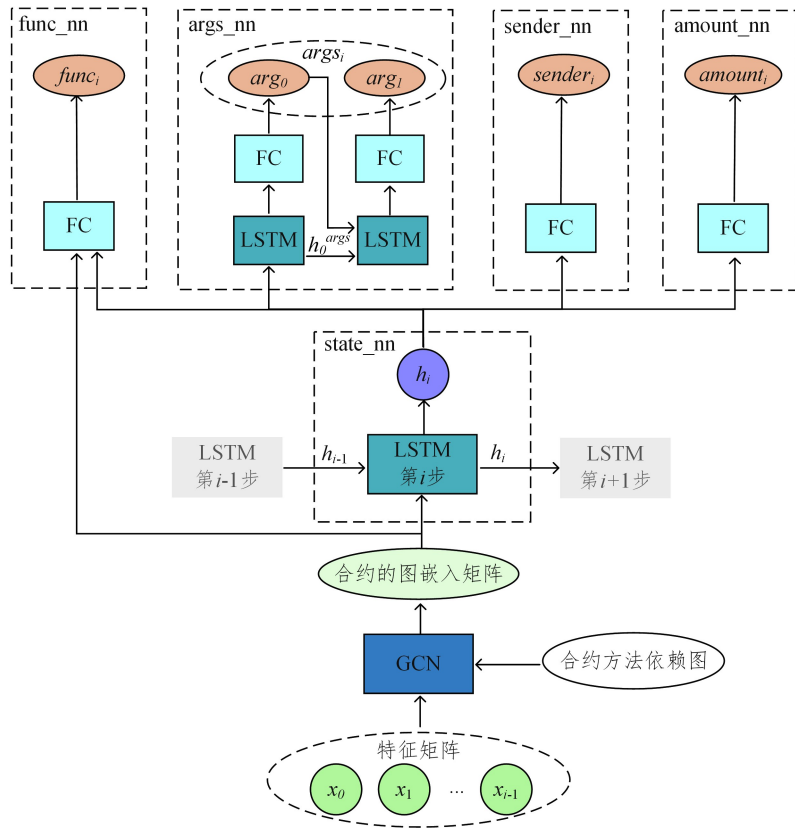 func_nn
args_nn
sender_nn
amount_nn
args_i
func_i
arg_0
arg_1
sender_i
amount_i
FC
FC
FC
FC
FC
LSTM
h_0^args
LSTM
state_nn
h_i
LSTM
第i-1步
h_{i-1}
LSTM
第i步
h_i
LSTM
第i+1步
合约的图嵌入矩阵
GCN
合约方法依赖图
特征矩阵
x_0
x_1
...
x_{i-1}